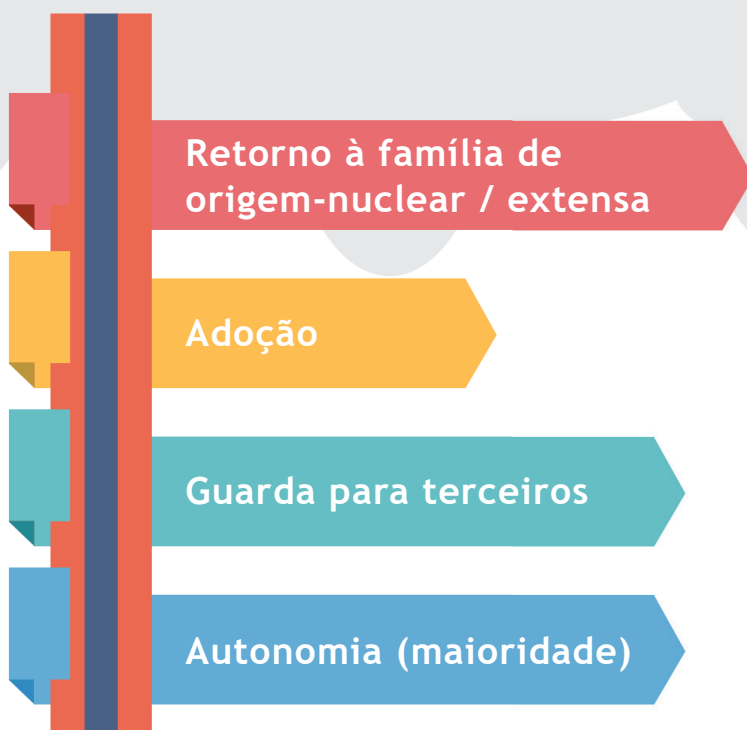 Retorno à família de
origem-nuclear / extensa
Adoção
Guarda para terceiros
Autonomia (maioridade)